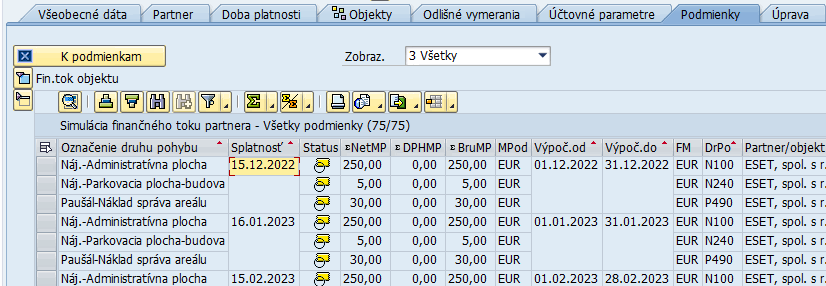 Všeobecné dáta Partner Doba platnosti Objekty Odlišné vymerania Účtovné parametre Podmienky Úprava
K podmienkam Zobraz. 3 Všetky
Fin.tok objektu
Simulácia finančného toku partnera - Všetky podmienky (75/75)
Označenie druhu pohybu Splatnosť Status ΣNetMP ΣDPHMP ΣBruMP MPod Výpoč.od Výpoč.do FM DrPo Partner/objekt
Náj.-Administratívna plocha 15.12.2022 250,00 0,00 250,00 EUR 01.12.2022 31.12.2022 EUR N100 ESET, spol. s r.
Náj.-Parkovacia plocha-budova 5,00 0,00 5,00 EUR EUR N240 ESET, spol. s r.
Paušál-Náklad správa areálu 30,00 0,00 30,00 EUR EUR P490 ESET, spol. s r.
Náj.-Administratívna plocha 16.01.2023 250,00 0,00 250,00 EUR 01.01.2023 31.01.2023 EUR N100 ESET, spol. s r.
Náj.-Parkovacia plocha-budova 5,00 0,00 5,00 EUR EUR N240 ESET, spol. s r.
Paušál-Náklad správa areálu 30,00 0,00 30,00 EUR EUR P490 ESET, spol. s r.
Náj.-Administratívna plocha 15.02.2023 250,00 0,00 250,00 EUR 01.02.2023 28.02.2023 EUR N100 ESET, spol. s r.